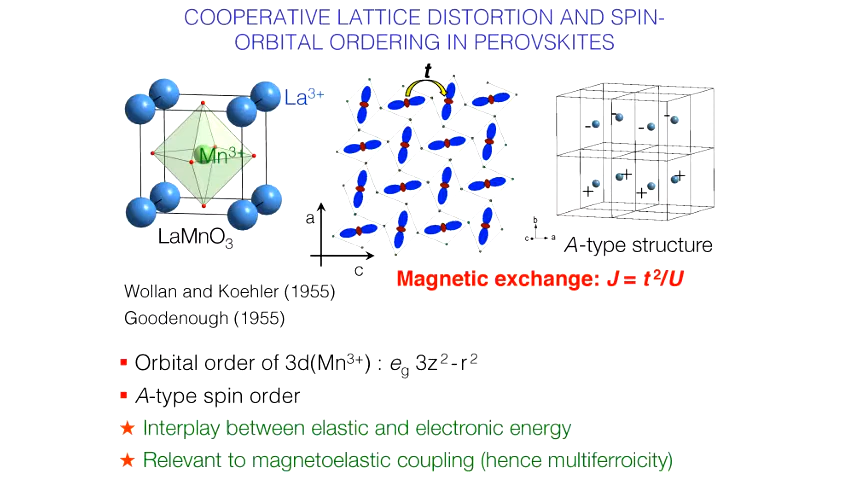 COOPERATIVE LATTICE DISTORTION AND SPIN-
ORBITAL ORDERING IN PEROVSKITES
t
La³⁺
Mn³⁺
LaMnO₃
a
c
- - - -
+ + + +
b
c a
A-type structure
Magnetic exchange: J = t²/U
Wollan and Koehler (1955)
Goodenough (1955)
▪ Orbital order of 3d(Mn³⁺) : e_g 3z²-r²
▪ A-type spin order
★ Interplay between elastic and electronic energy
★ Relevant to magnetoelastic coupling (hence multiferroicity)